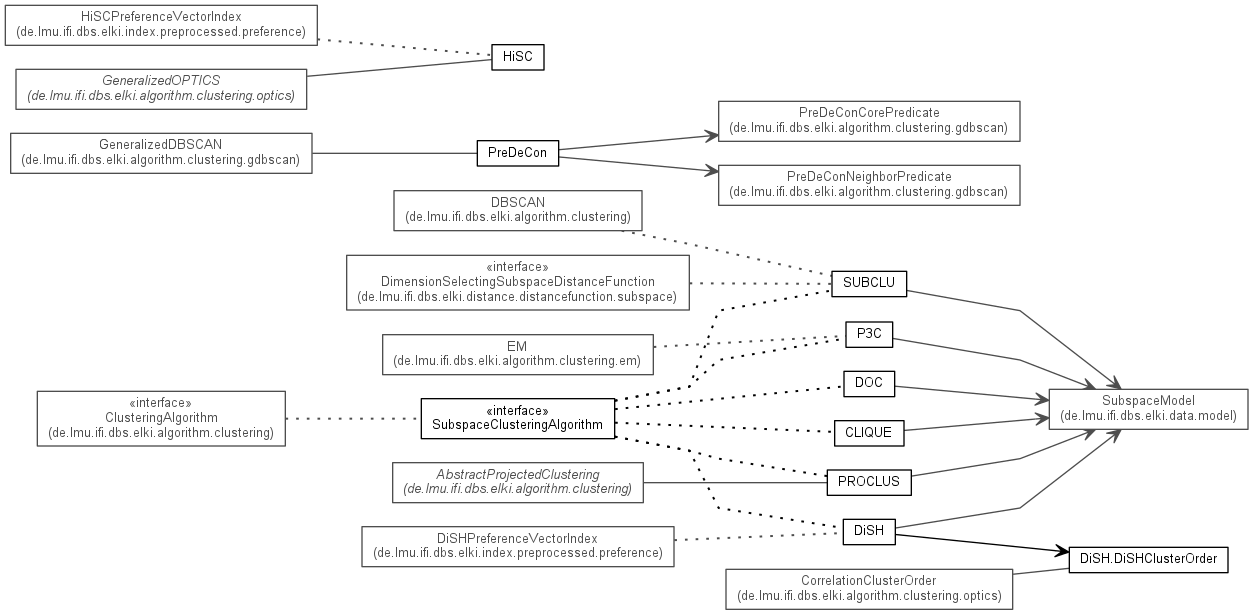 HiSCPreferenceVectorIndex
(de.lmu.ifi.dbs.elki.index.preprocessed.preference)
HiSC
GeneralizedOPTICS
(de.lmu.ifi.dbs.elki.algorithm.clustering.optics)
PreDeConCorePredicate
(de.lmu.ifi.dbs.elki.algorithm.clustering.gdbscan)
GeneralizedDBSCAN
(de.lmu.ifi.dbs.elki.algorithm.clustering.gdbscan)
PreDeCon
PreDeConNeighborPredicate
(de.lmu.ifi.dbs.elki.algorithm.clustering.gdbscan)
DBSCAN
(de.lmu.ifi.dbs.elki.algorithm.clustering)
«interface»
DimensionSelectingSubspaceDistanceFunction
(de.lmu.ifi.dbs.elki.distance.distancefunction.subspace)
SUBCLU
P3C
EM
(de.lmu.ifi.dbs.elki.algorithm.clustering.em)
DOC
«interface»
ClusteringAlgorithm
(de.lmu.ifi.dbs.elki.algorithm.clustering)
«interface»
SubspaceClusteringAlgorithm
SubspaceModel
(de.lmu.ifi.dbs.elki.data.model)
CLIQUE
AbstractProjectedClustering
(de.lmu.ifi.dbs.elki.algorithm.clustering)
PROCLUS
DiSHPreferenceVectorIndex
(de.lmu.ifi.dbs.elki.index.preprocessed.preference)
DiSH
DiSH.DiSHClusterOrder
CorrelationClusterOrder
(de.lmu.ifi.dbs.elki.algorithm.clustering.optics)